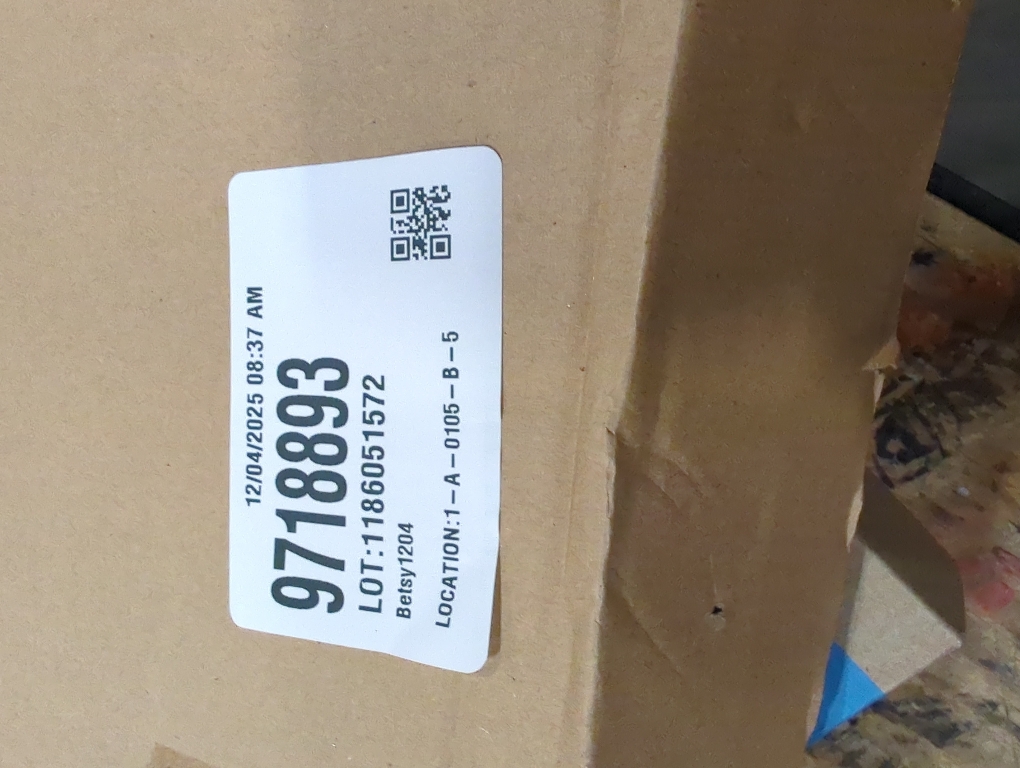 12/04/2025 08:37 AM
9718893
LOT:1186051572
Betsy1204
LOCATION:1-A-0105-B-5